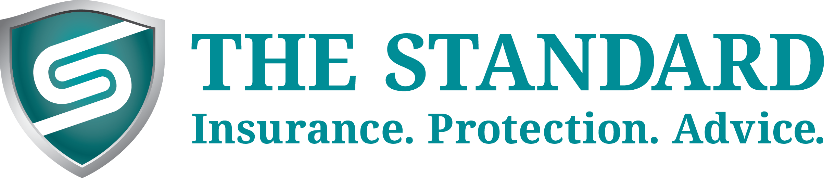 THE STANDARD
Insurance. Protection. Advice.